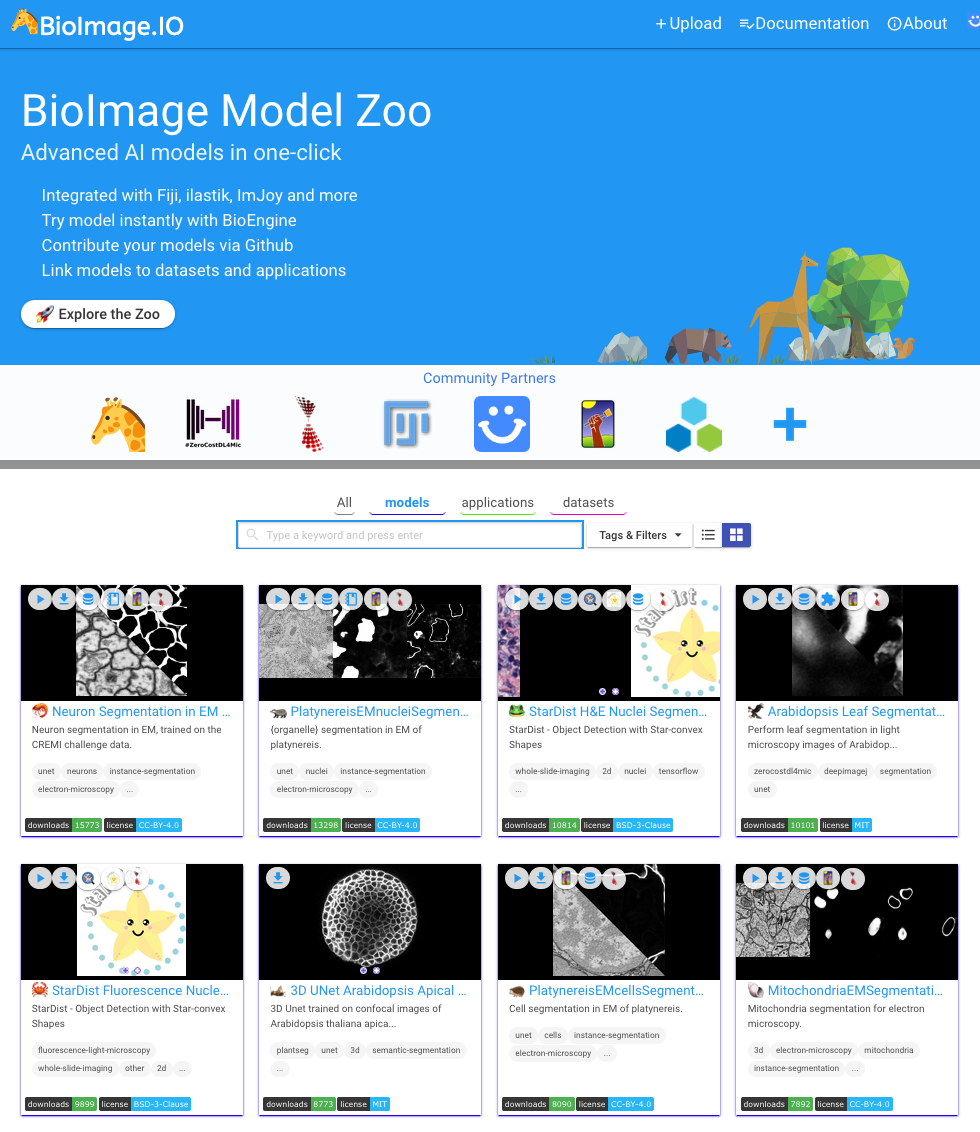 BioImage.IO
Upload Documentation About
BioImage Model Zoo
Advanced AI models in one-click
Integrated with Fiji, ilastik, ImJoy and more
Try model instantly with BioEngine
Contribute your models via Github
Link models to datasets and applications
🚀 Explore the Zoo
Community Partners
#ZeroCostDL4Mic
All models applications datasets
Type a keyword and press enter Tags & Filters
Neuron Segmentation in EM ...
Neuron segmentation in EM, trained on the
CREMI challenge data.
unet neurons instance-segmentation
electron-microscopy ...
downloads 15773 license CC-BY-4.0
PlatynereisEMnucleiSegmen...
{organelle} segmentation in EM of
platynereis.
unet nuclei instance-segmentation
electron-microscopy ...
downloads 13298 license CC-BY-4.0
StarDist
StarDist H&E Nuclei Segmen...
StarDist - Object Detection with Star-convex
Shapes
whole-slide-imaging 2d nuclei tensorflow
...
downloads 10814 license BSD-3-Clause
Arabidopsis Leaf Segmentat...
Perform leaf segmentation in light
microscopy images of Arabidop...
zerocostdl4mic deepimagej segmentation
unet
downloads 10101 license MIT
StarDist Fluorescence Nucle...
StarDist - Object Detection with Star-convex
Shapes
fluorescence-light-microscopy
whole-slide-imaging other 2d ...
downloads 9899 license BSD-3-Clause
3D UNet Arabidopsis Apical ...
3D Unet trained on confocal images of
Arabidopsis thaliana apica...
plantseg unet 3d semantic-segmentation
...
downloads 8773 license MIT
PlatynereisEMcellsSegment...
Cell segmentation in EM of platynereis.
unet cells instance-segmentation
electron-microscopy ...
downloads 8090 license CC-BY-4.0
MitochondriaEMSegmentati...
Mitochondria segmentation for electron
microscopy.
3d electron-microscopy mitochondria
instance-segmentation ...
downloads 7892 license CC-BY-4.0